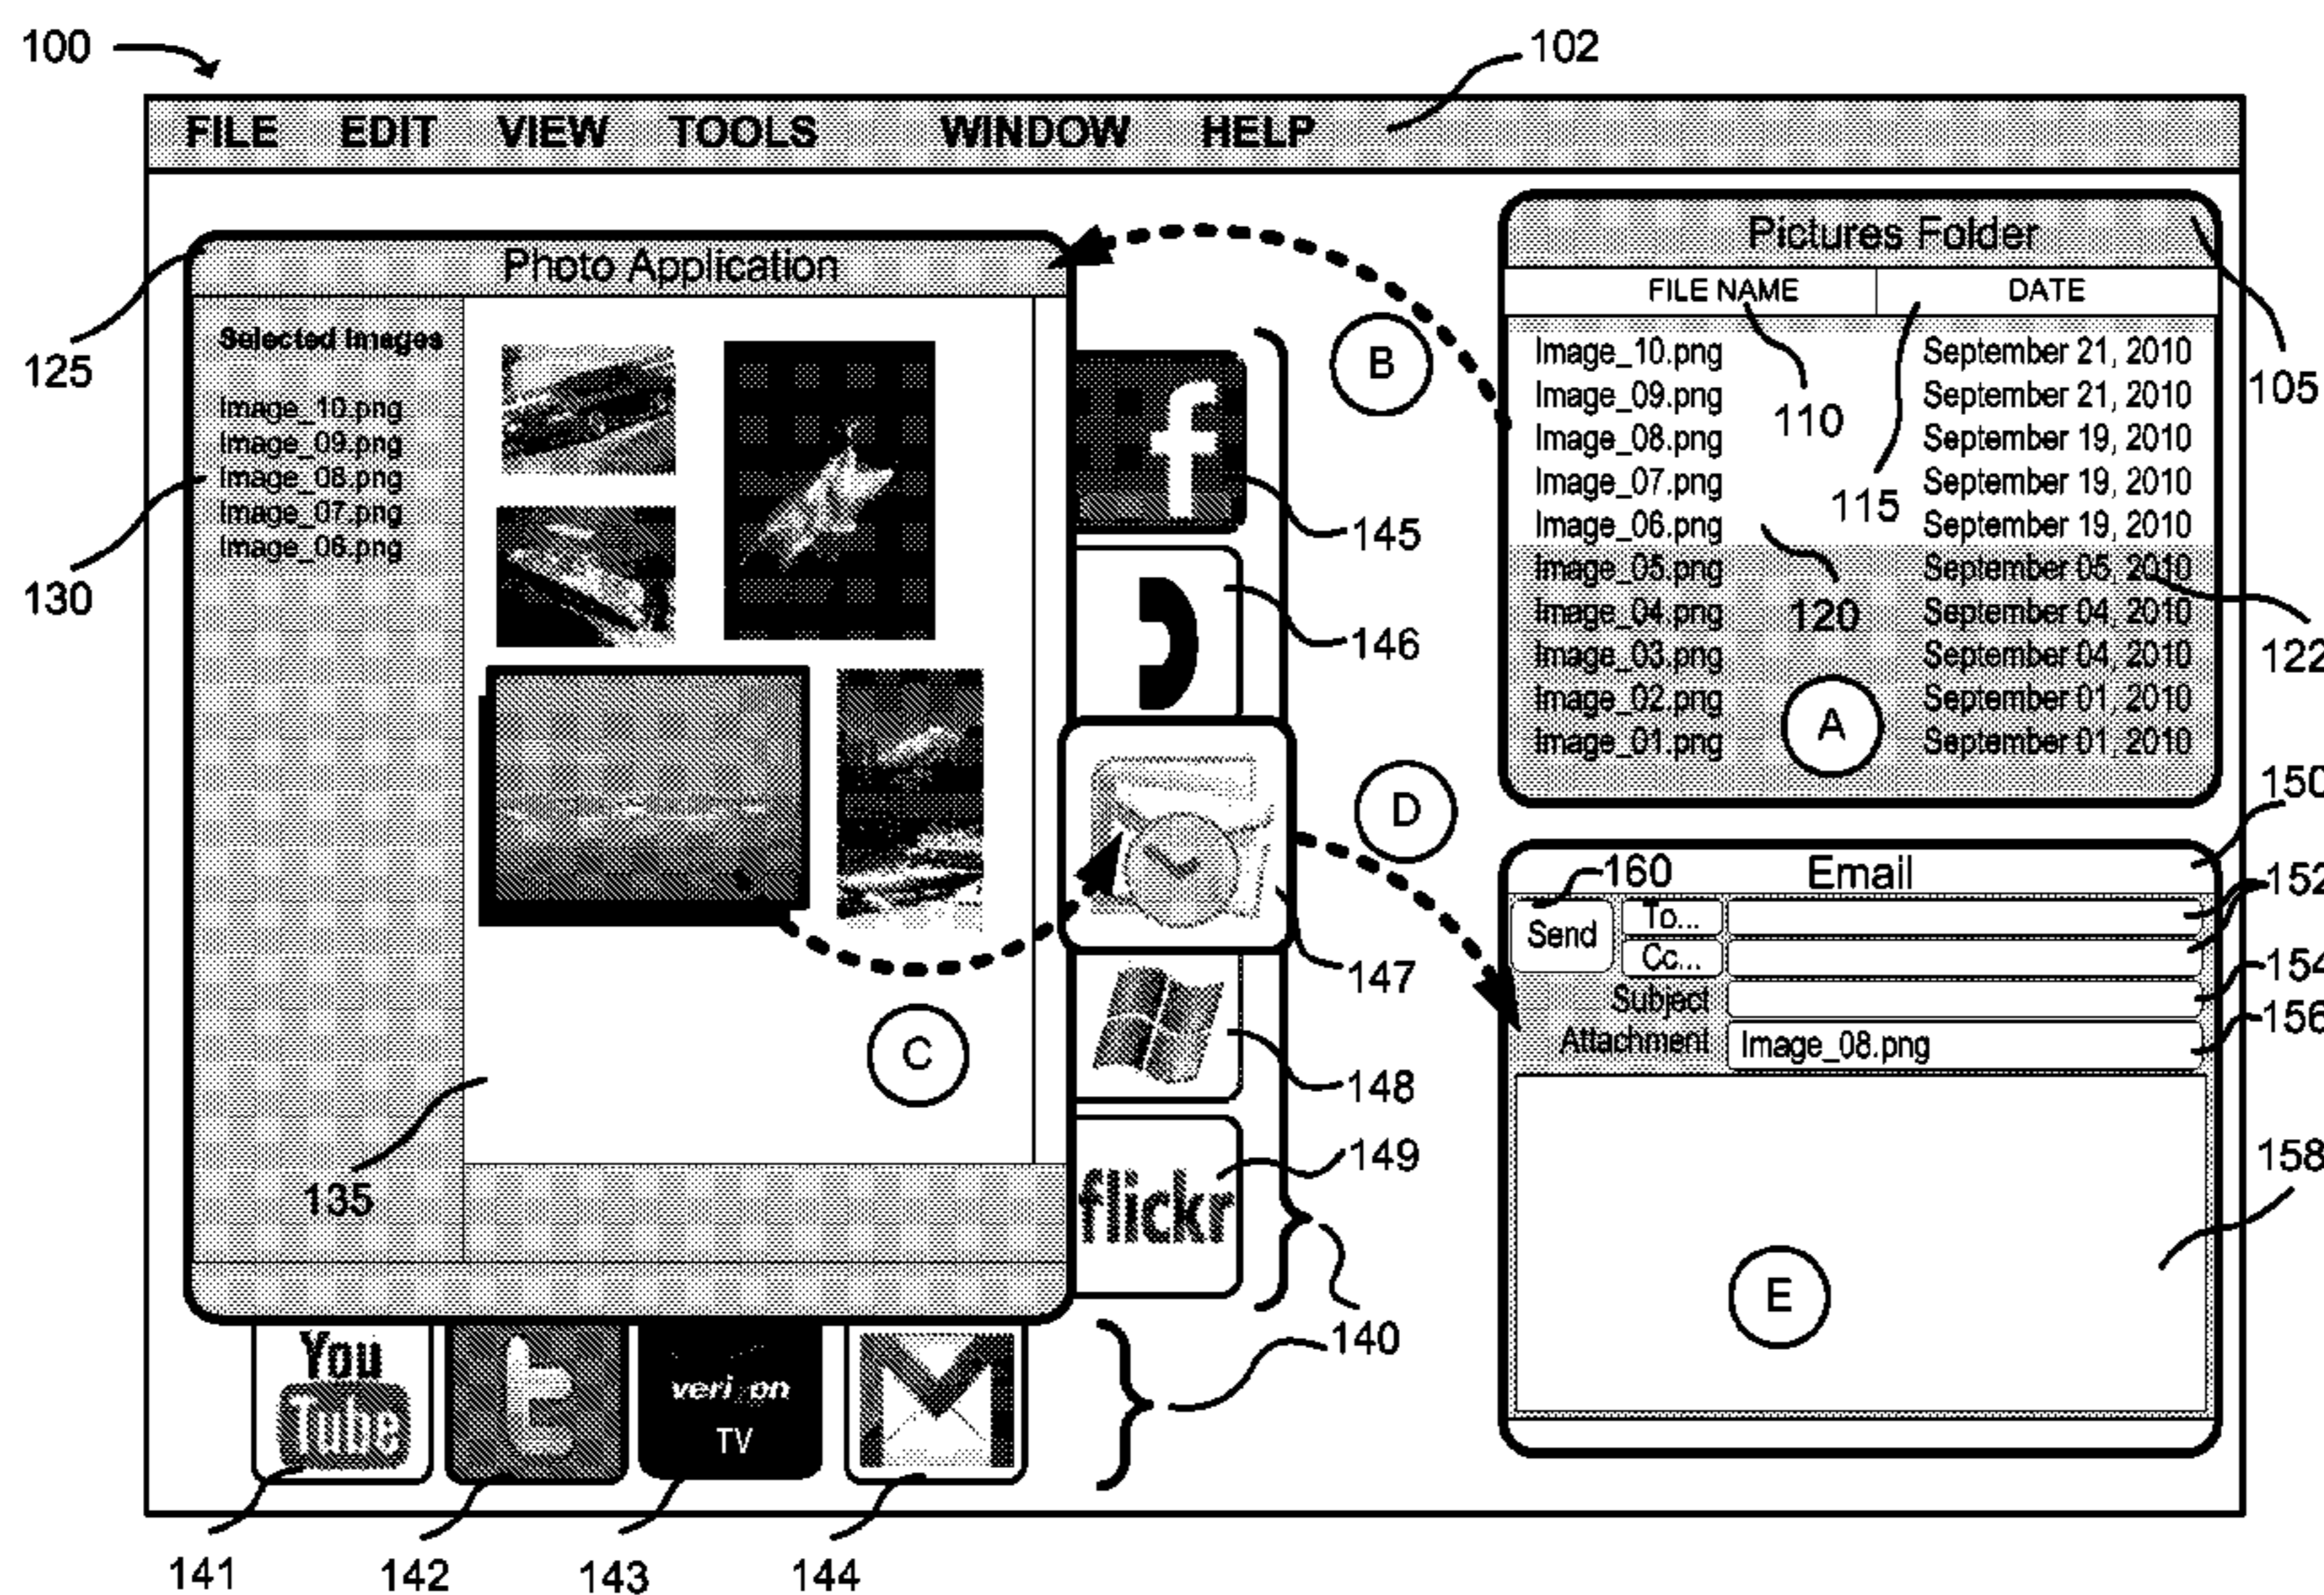 100
102
FILE EDIT VIEW TOOLS WINDOW HELP
Photo Application
125
Selected Images
Image_10.png
Image_09.png
Image_08.png
Image_07.png
Image_06.png
130
135
B
f
145
146
147
148
flickr
149
140
C
D
Pictures Folder
105
FILE NAME DATE
110
115
Image_10.png September 21, 2010
Image_09.png September 21, 2010
Image_08.png September 19, 2010
Image_07.png September 19, 2010
Image_06.png September 19, 2010
Image_05.png September 05, 2010
Image_04.png September 04, 2010
Image_03.png September 04, 2010
Image_02.png September 01, 2010
Image_01.png September 01, 2010
120
122
A
150
Email
160
152
Send
To...
Cc...
154
Subject
156
Attachment Image_08.png
158
E
You
Tube
t
TV
141 142 143 144